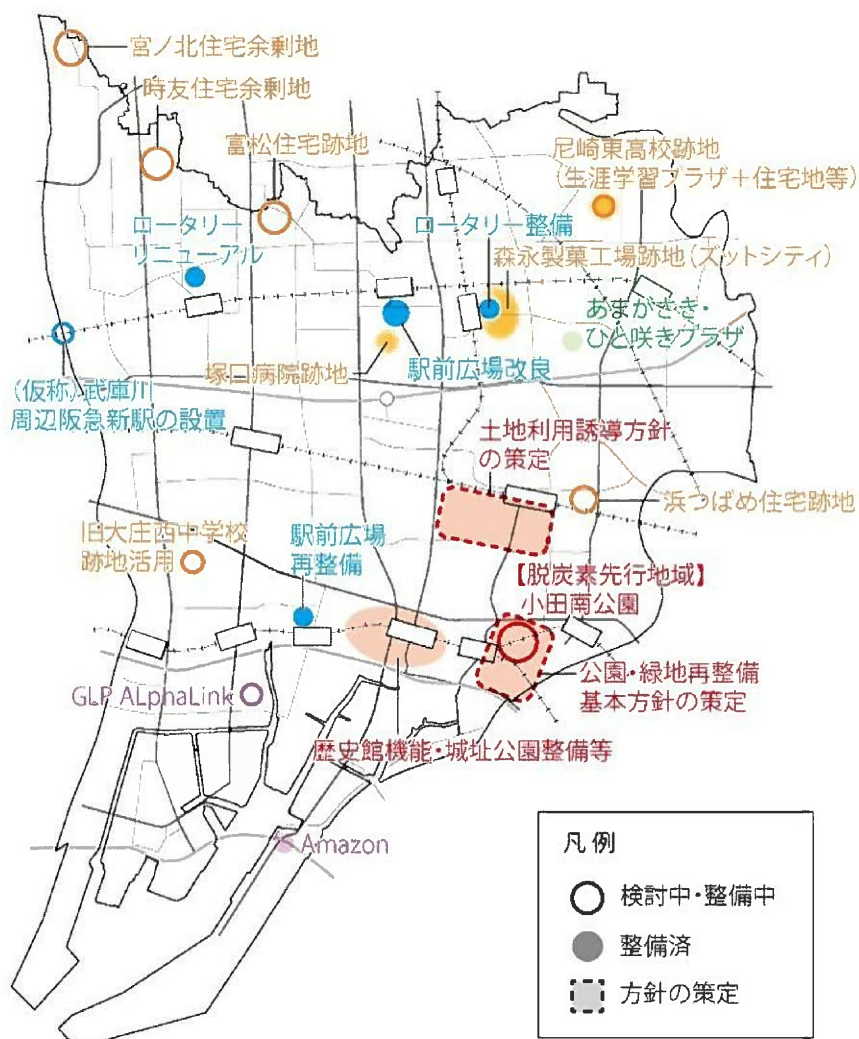 宮ノ北住宅余剰地
時友住宅余剰地
富松住宅跡地
尼崎東高校跡地
(生涯学習プラザ+住宅地等)
ロータリー
リニューアル
ロータリー整備
森永製菓工場跡地(ズットシティ)
あまがさき・
ひと咲きプラザ
塚口病院跡地
駅前広場改良
(仮称)武庫川
周辺阪急新駅の設置
土地利用誘導方針
の策定
浜つばめ住宅跡地
旧大庄西中学校
跡地活用
駅前広場
再整備
【脱炭素先行地域】
小田南公園
公園・緑地再整備
基本方針の策定
GLP ALphaLink
歴史館機能・城址公園整備等
Amazon
凡例
検討中・整備中
整備済
方針の策定